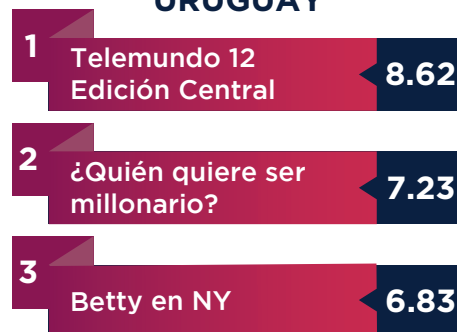 URUGUAY
1
Telemundo 12
Edición Central
8.62
2
¿Quién quiere ser
millonario?
7.23
3
Betty en NY
6.83